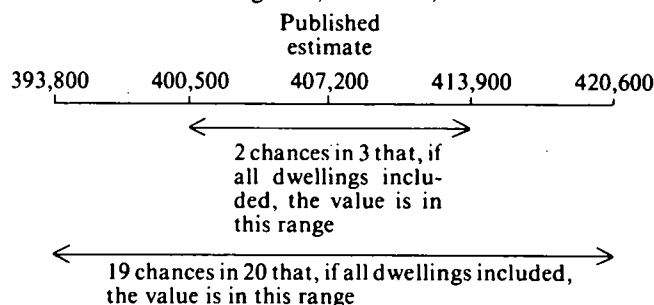 Published
estimate
393,800 400,500 407,200 413,900 420,600
2 chances in 3 that, if
all dwellings inclu-
ded, the value is in
this range
19 chances in 20 that, if all dwellings included,
the value is in this range